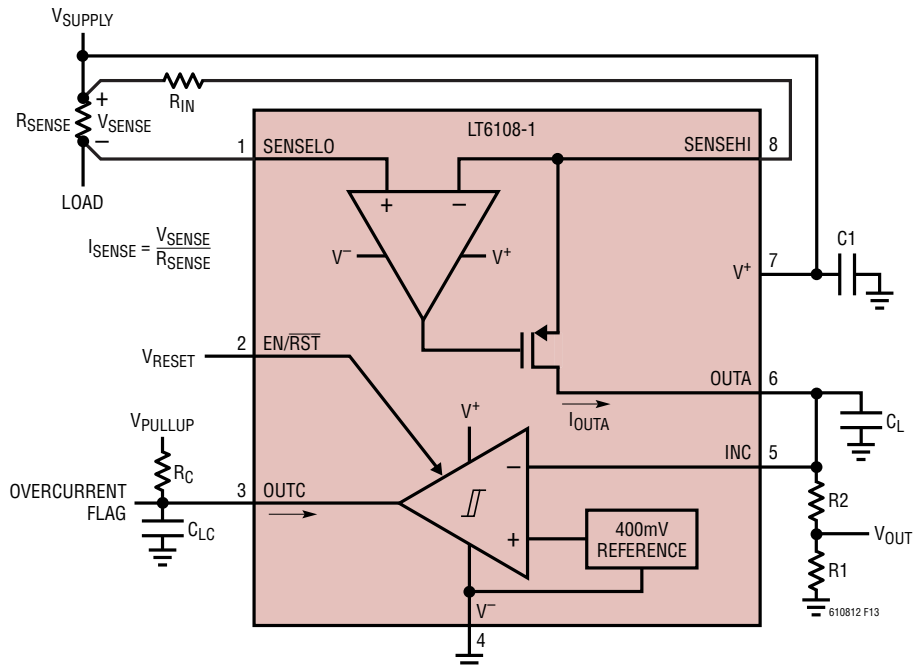 VSUPPLY
+
RSENSE
VSENSE
−
LOAD
RIN
ISENSE = VSENSE
RSENSE
LT6108-1
1
SENSELO
SENSEHI
8
+
−
V−
V+
C1
7
V+
VRESET
2
EN/RST
OUTA
6
IOUTA
CL
VPULLUP
RC
V+
INC
5
−
OVERCURRENT
FLAG
3
OUTC
CLC
+
400mV
REFERENCE
R2
VOUT
R1
V−
4
610812 F13